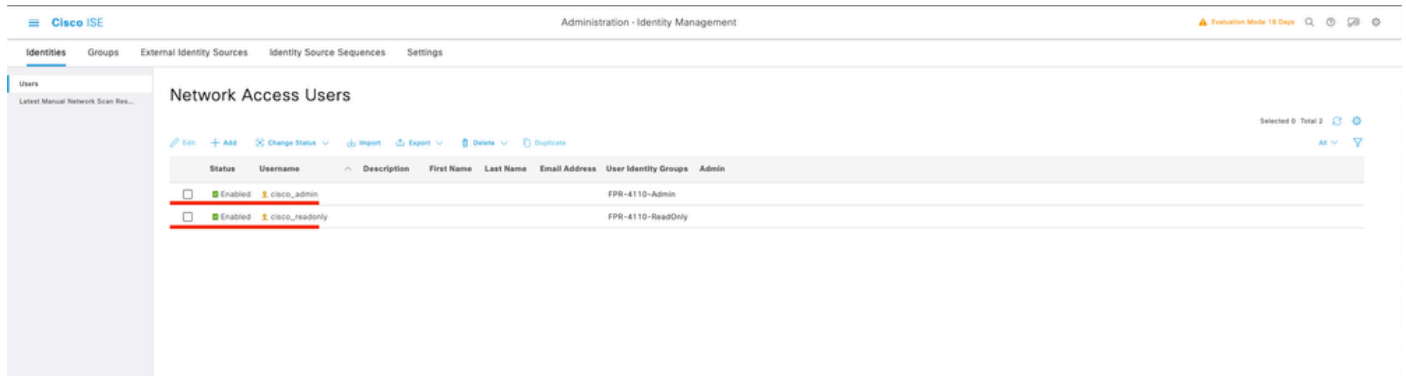 Cisco ISE
Administration · Identity Management
Evaluation Mode 18 Days
Identities Groups External Identity Sources Identity Source Sequences Settings
Users
Latest Manual Network Scan Res...
Network Access Users
Selected 0 Total 2
Edit Add Change Status Import Export Delete Duplicate
All
Status Username Description First Name Last Name Email Address User Identity Groups Admin
Enabled cisco_admin FPR-4110-Admin
Enabled cisco_readonly FPR-4110-ReadOnly